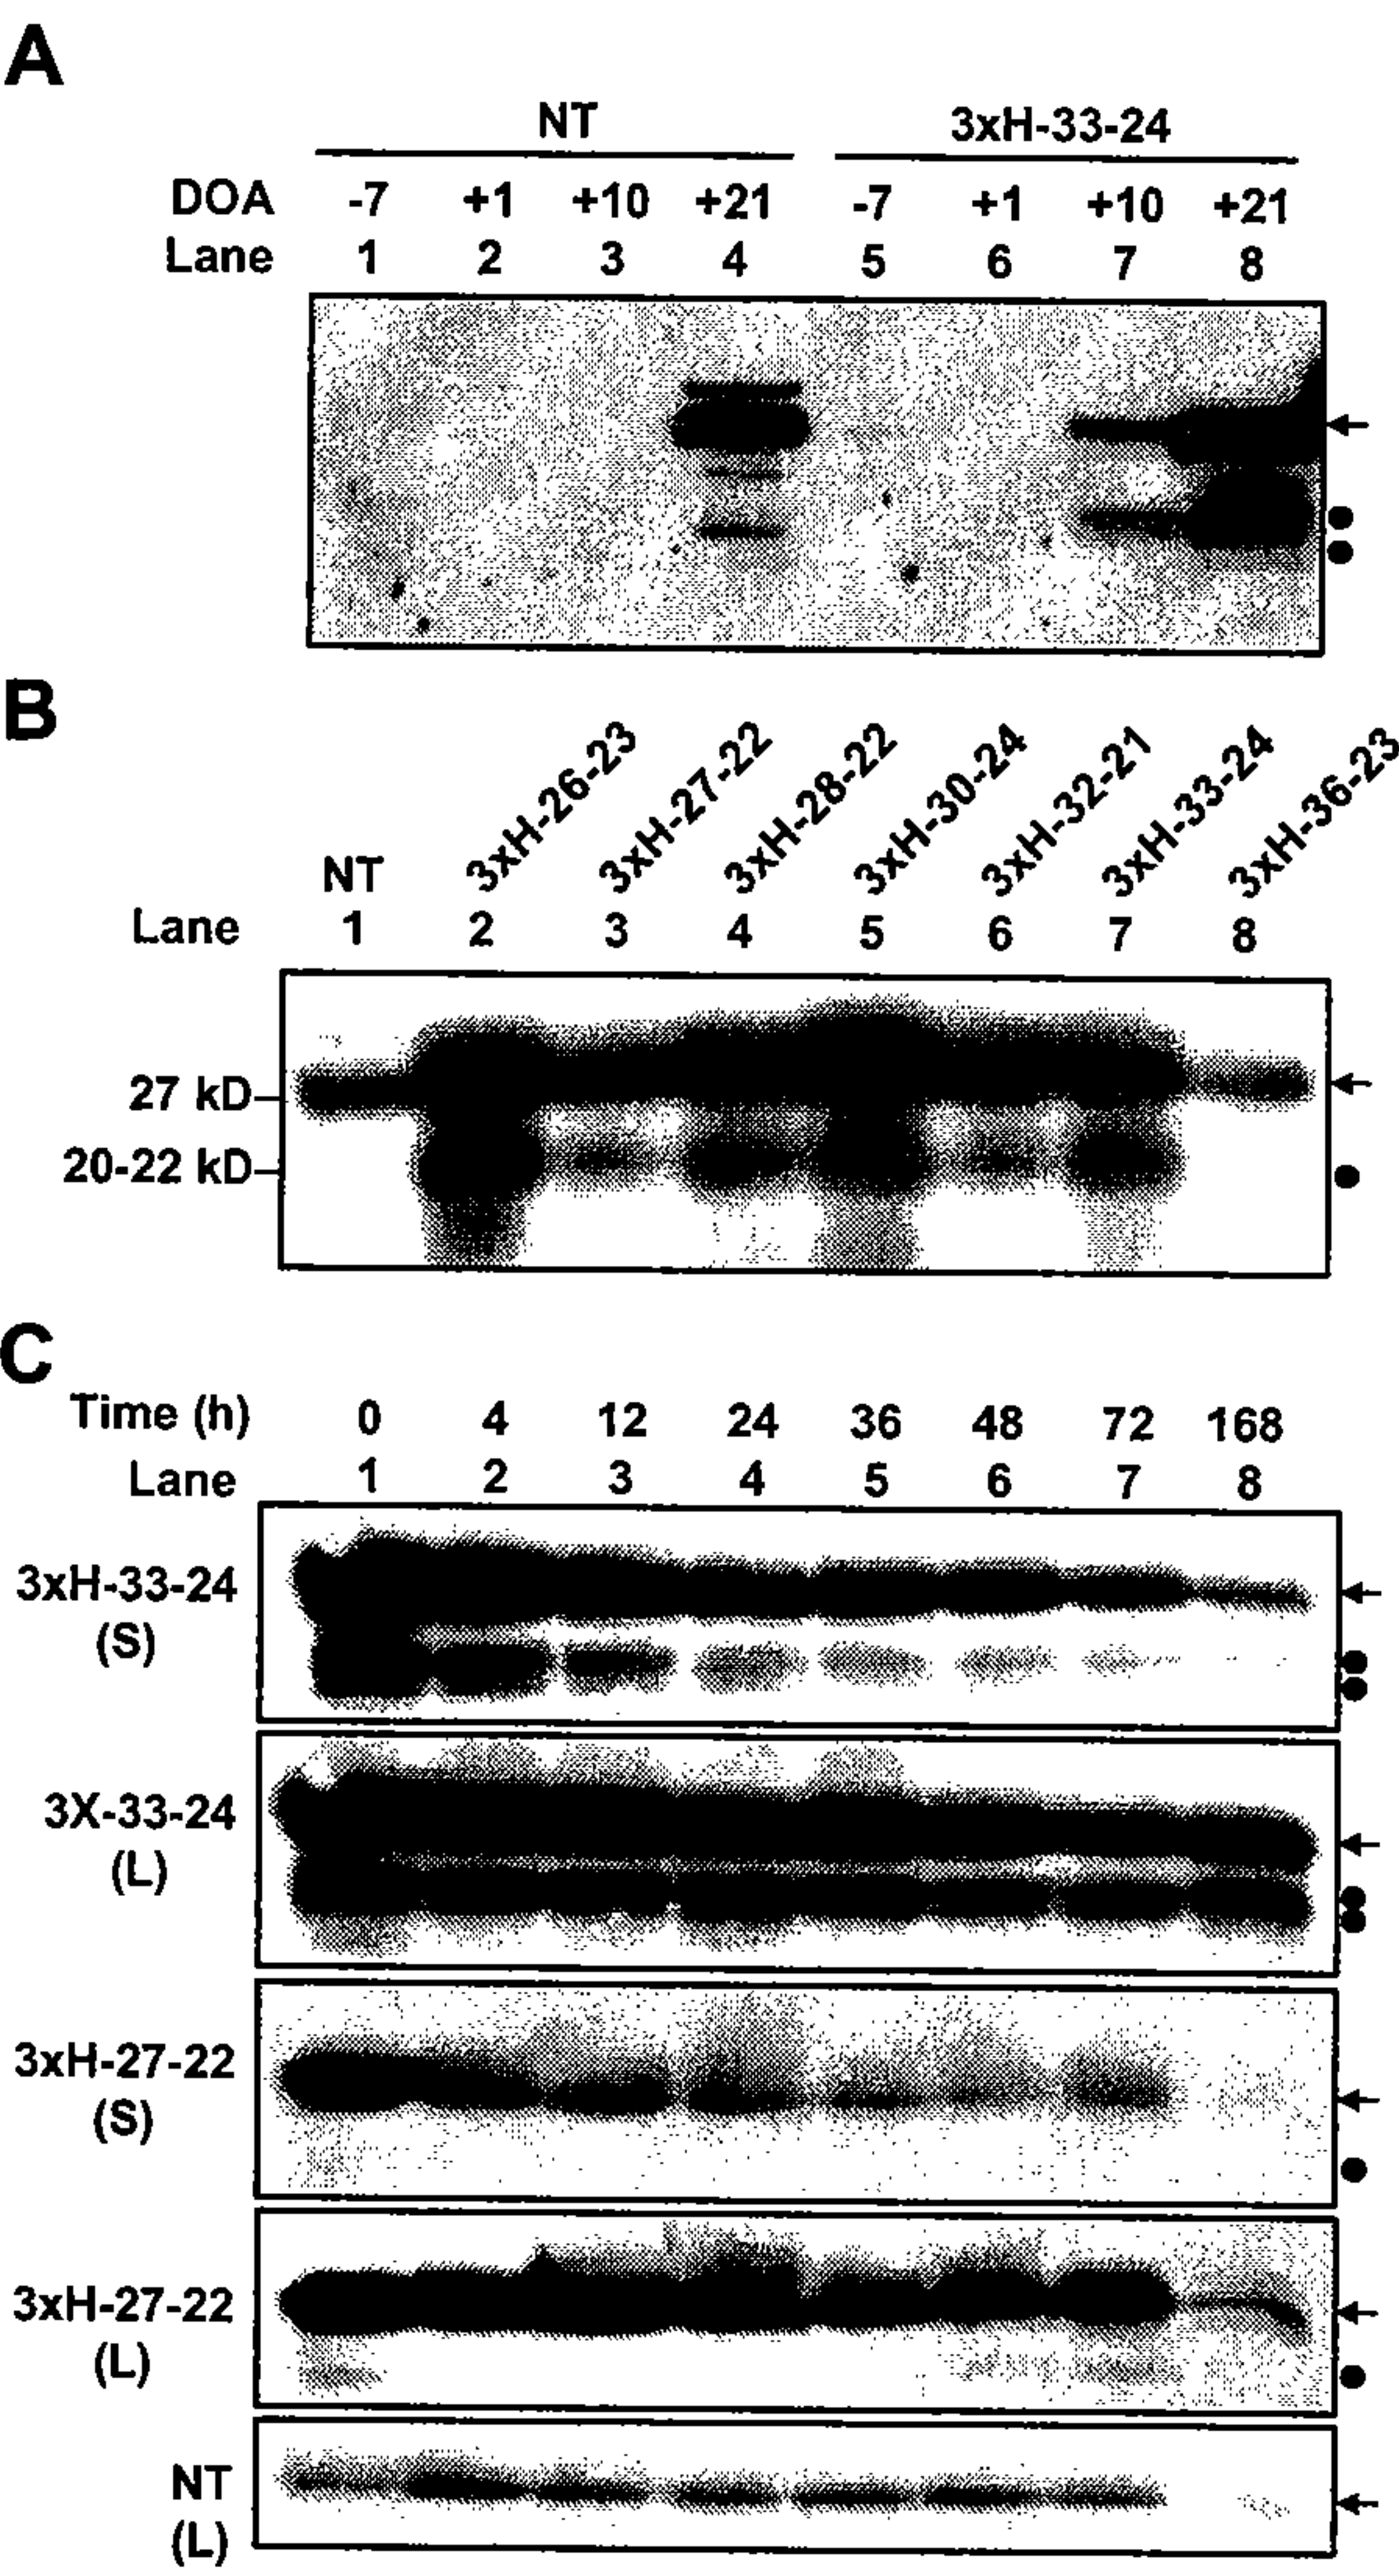 A
NT 3xH-33-24
DOA -7 +1 +10 +21 -7 +1 +10 +21
Lane 1 2 3 4 5 6 7 8
B
NT 3xH-26-23 3xH-27-22 3xH-28-22 3xH-30-24 3xH-32-21 3xH-33-24 3xH-36-23
Lane 1 2 3 4 5 6 7 8
27 kD
20-22 kD
C
Time (h) 0 4 12 24 36 48 72 168
Lane 1 2 3 4 5 6 7 8
3xH-33-24
(S)
3X-33-24
(L)
3xH-27-22
(S)
3xH-27-22
(L)
NT
(L)